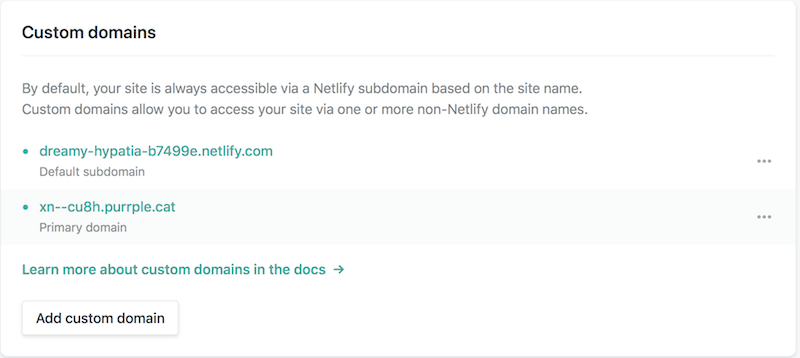 Custom domains
By default, your site is always accessible via a Netlify subdomain based on the site name.
Custom domains allow you to access your site via one or more non-Netlify domain names.
dreamy-hypatia-b7499e.netlify.com
Default subdomain
xn--cu8h.purrple.cat
Primary domain
Learn more about custom domains in the docs →
Add custom domain